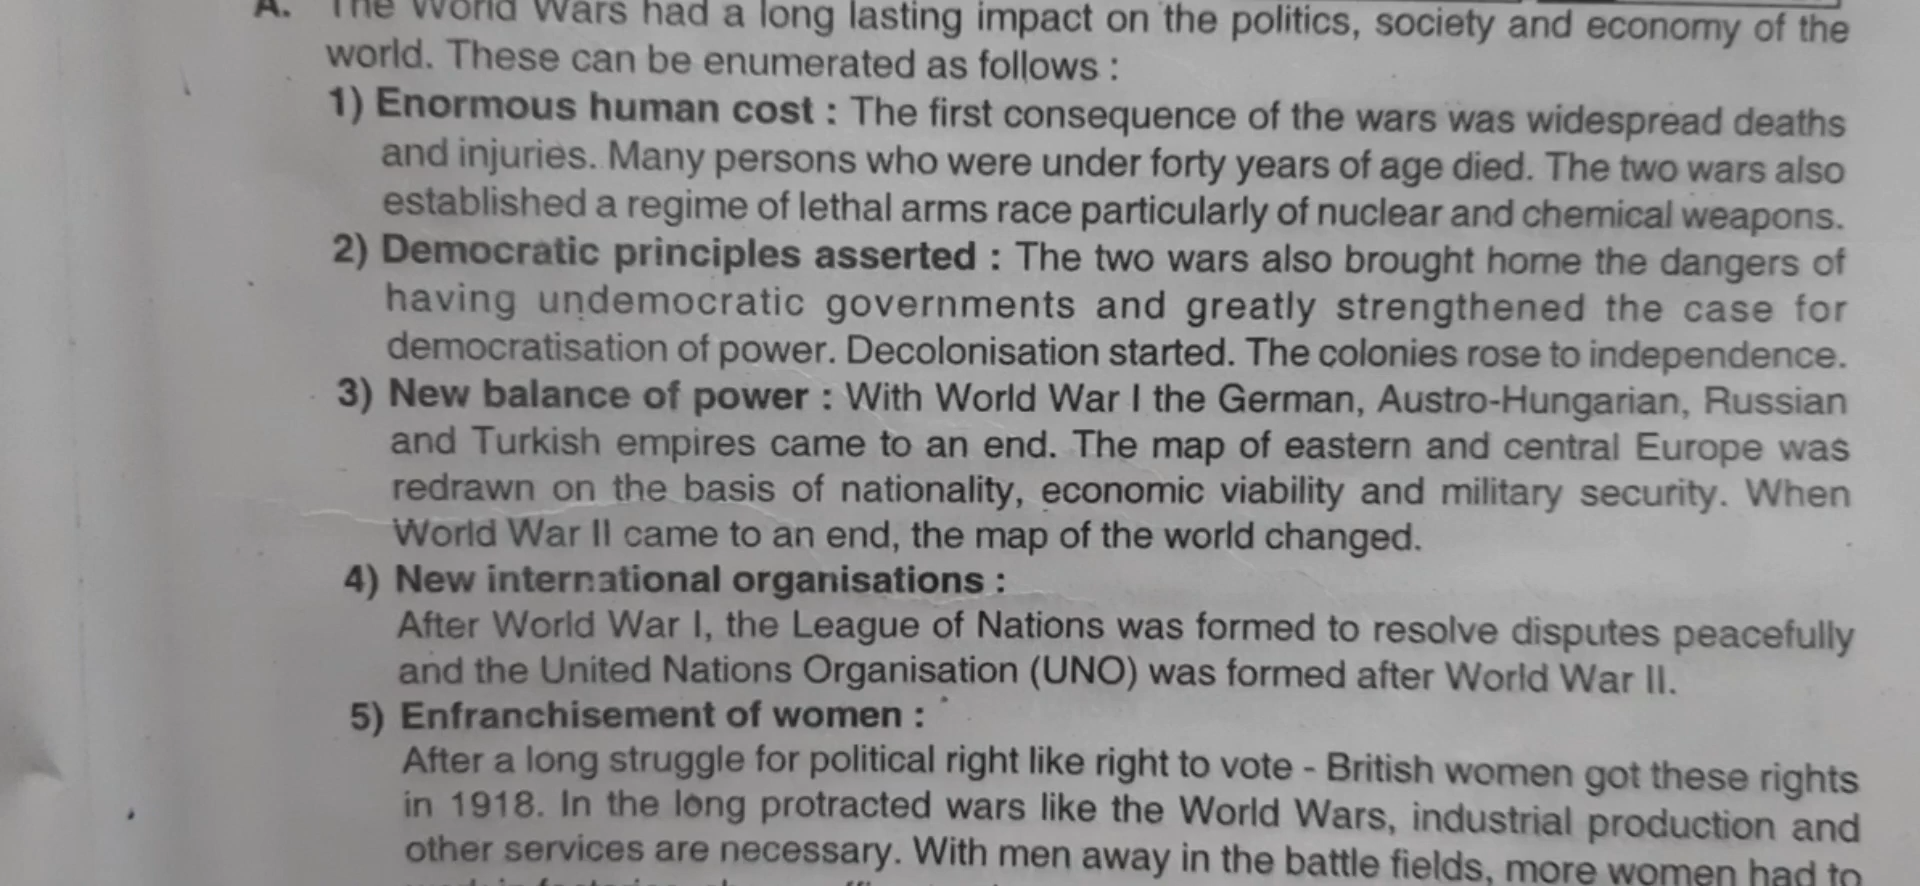 A. The World Wars had a long lasting impact on the politics, society and economy of the
world. These can be enumerated as follows :
1) Enormous human cost : The first consequence of the wars was widespread deaths
and injuries. Many persons who were under forty years of age died. The two wars also
established a regime of lethal arms race particularly of nuclear and chemical weapons.
2) Democratic principles asserted : The two wars also brought home the dangers of
having undemocratic governments and greatly strengthened the case for
democratisation of power. Decolonisation started. The colonies rose to independence.
3) New balance of power : With World War I the German, Austro-Hungarian, Russian
and Turkish empires came to an end. The map of eastern and central Europe was
redrawn on the basis of nationality, economic viability and military security. When
World War II came to an end, the map of the world changed.
4) New international organisations :
After World War I, the League of Nations was formed to resolve disputes peacefully
and the United Nations Organisation (UNO) was formed after World War II.
5) Enfranchisement of women :
After a long struggle for political right like right to vote - British women got these rights
in 1918. In the long protracted wars like the World Wars, industrial production and
other services are necessary. With men away in the battle fields, more women had to